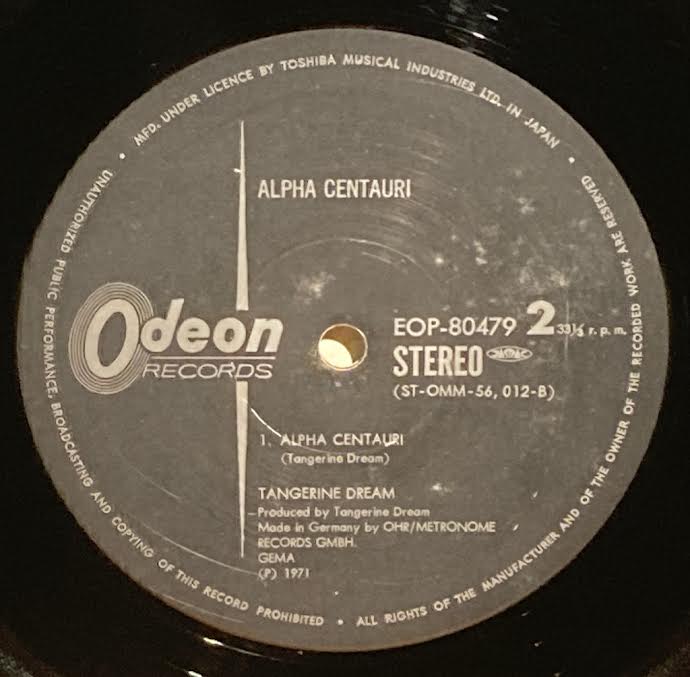 MFD. UNDER LICENCE BY TOSHIBA MUSICAL INDUSTRIES LTD. IN JAPAN
ALPHA CENTAURI
Odeon
RECORDS
EOP-80479 2 33⅓ r.p.m.
STEREO
(ST-OMM-56, 012-B)
1. ALPHA CENTAURI
(Tangerine Dream)
TANGERINE DREAM
Produced by Tangerine Dream
Made in Germany by OHR/METRONOME
RECORDS GMBH.
GEMA
(P) 1971
UNAUTHORIZED PUBLIC PERFORMANCE, BROADCASTING AND COPYING OF THIS RECORD PROHIBITED • ALL RIGHTS OF THE MANUFACTURER AND OF THE OWNER OF THE RECORDED WORK ARE RESERVED